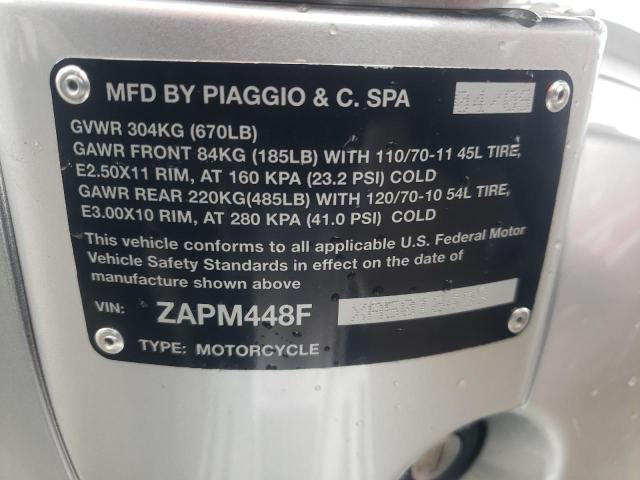 MFD BY PIAGGIO & C. SPA
GVWR 304KG (670LB)
GAWR FRONT 84KG (185LB) WITH 110/70-11 45L TIRE,
E2.50X11 RIM, AT 160 KPA (23.2 PSI) COLD
GAWR REAR 220KG(485LB) WITH 120/70-10 54L TIRE,
E3.00X10 RIM, AT 280 KPA (41.0 PSI) COLD
This vehicle conforms to all applicable U.S. Federal Motor
Vehicle Safety Standards in effect on the date of
manufacture shown above
VIN: ZAPM448F
TYPE: MOTORCYCLE